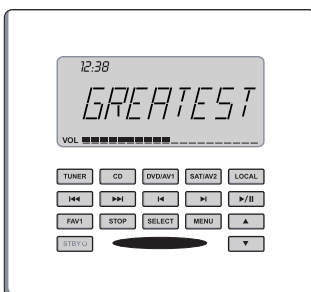 12:38
GREATEST
VOL
TUNER CD DVD/AV1 SAT/AV2 LOCAL
FAV1 STOP SELECT MENU
STBY